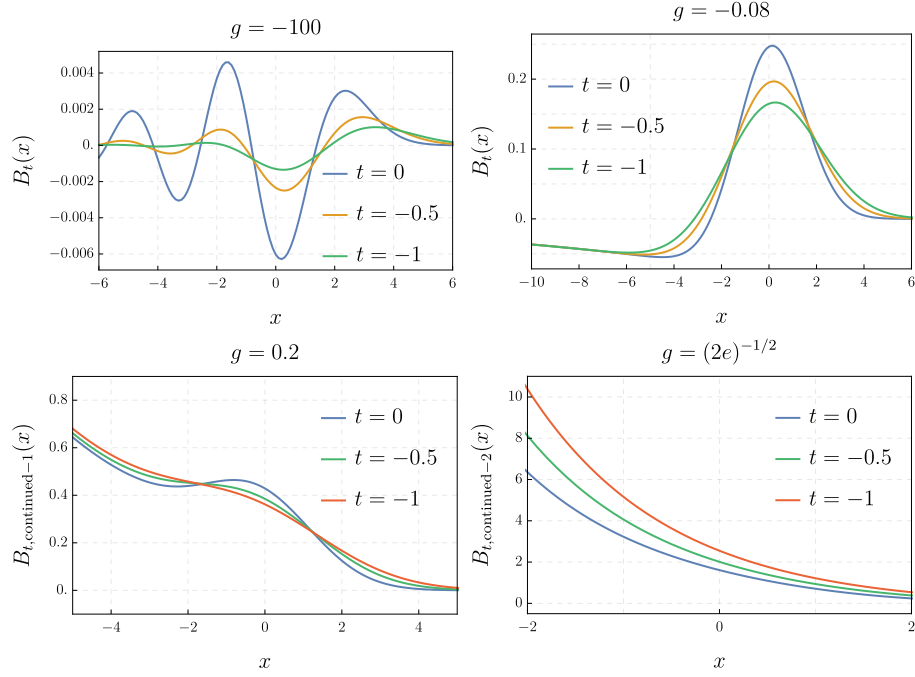 g = −100
B_t(x)
0.004
0.002
0.
−0.002
−0.004
−0.006
t = 0
t = −0.5
t = −1
−6 −4 −2 0 2 4 6
x
g = −0.08
B_t(x)
0.2
0.1
0.
t = 0
t = −0.5
t = −1
−10 −8 −6 −4 −2 0 2 4 6
x
g = 0.2
B_{t,continued−1}(x)
0.8
0.6
0.4
0.2
0.
t = 0
t = −0.5
t = −1
−4 −2 0 2 4
x
g = (2e)^{−1/2}
B_{t,continued−2}(x)
10
8
6
4
2
0
t = 0
t = −0.5
t = −1
−2 −1 0 1 2
x